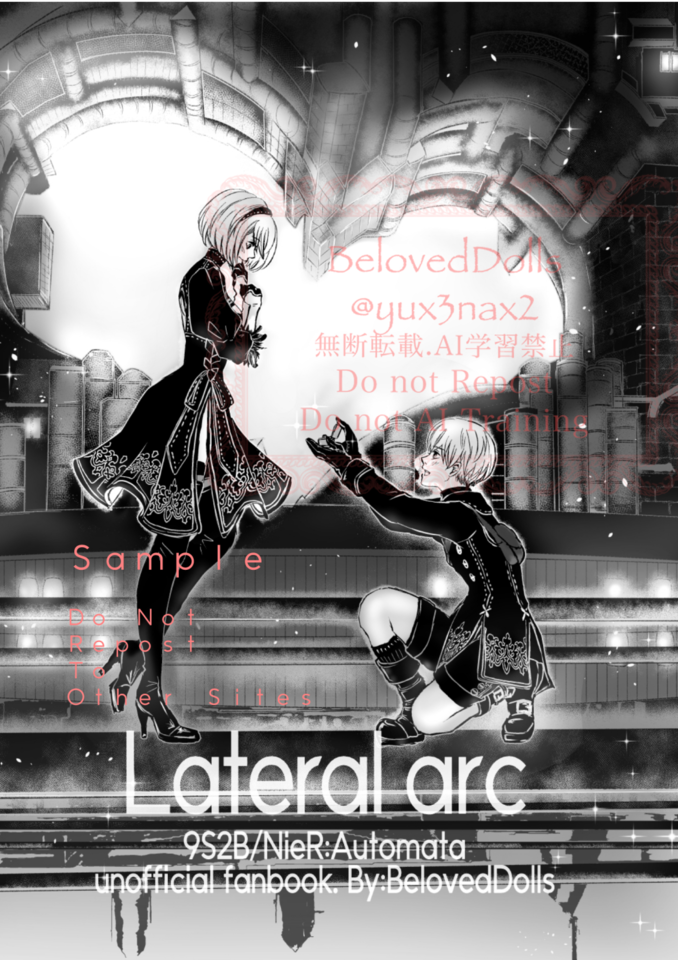 BelovedDolls
@yux3nax2
無断転載.AI学習禁止
Do not Repost
Do not AI Training
Sample
Do Not
Repost
To
Other Sites
Lateral arc
9S2B/NieR:Automata
unofficial fanbook. By:BelovedDolls